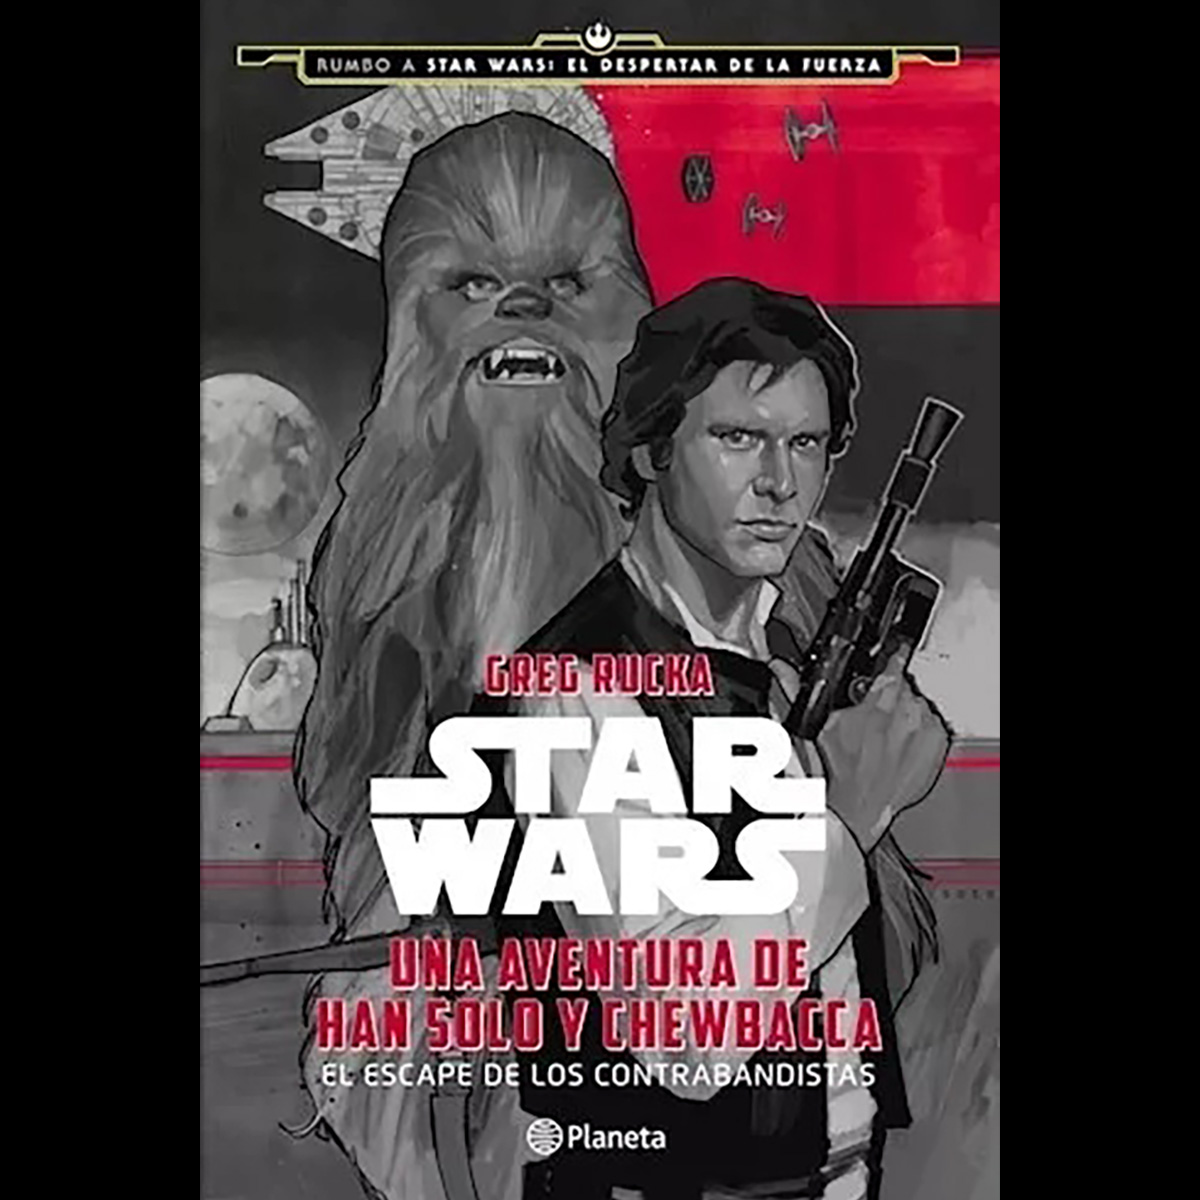 RUMBO A STAR WARS: EL DESPERTAR DE LA FUERZA
GREG RUCKA
STAR
WARS
UNA AVENTURA DE
HAN SOLO Y CHEWBACCA
EL ESCAPE DE LOS CONTRABANDISTAS
Planeta